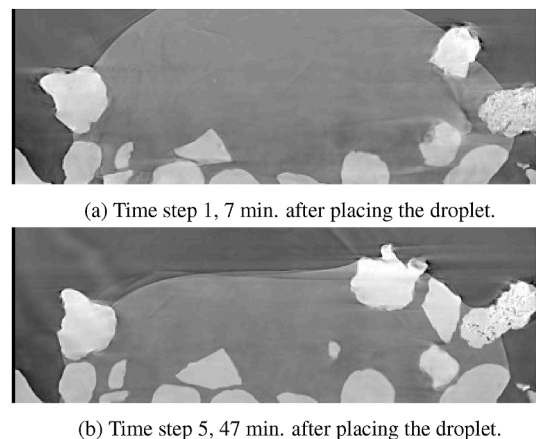 (a) Time step 1, 7 min. after placing the droplet.
(b) Time step 5, 47 min. after placing the droplet.